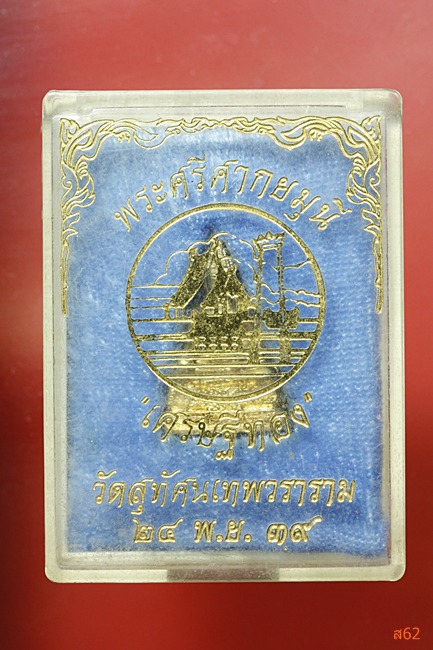 พระศรีศากยมุนี
"เศรษฐีทอง"
วัดสุทัศนเทพวราราม
๒๔ พ.ย. ๓๙
ส62